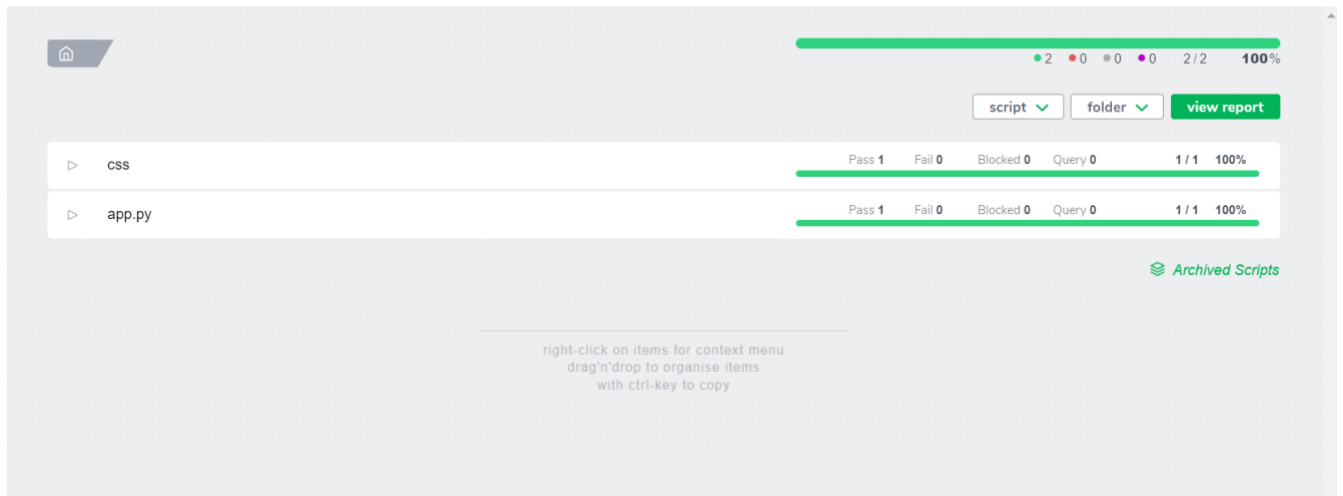 2 0 0 0 2/2 100%
script folder view report
css Pass 1 Fail 0 Blocked 0 Query 0 1 / 1 100%
app.py Pass 1 Fail 0 Blocked 0 Query 0 1 / 1 100%
Archived Scripts
right-click on items for context menu
drag'n'drop to organise items
with ctrl-key to copy